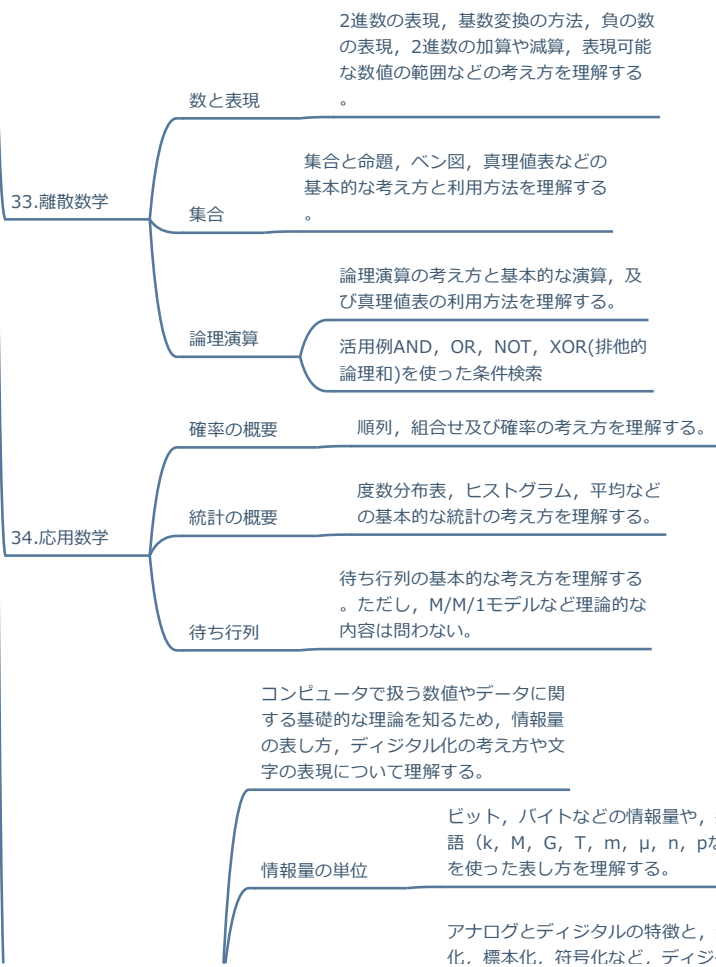 2進数の表現，基数変換の方法，負の数
の表現，2進数の加算や減算，表現可能
な数値の範囲などの考え方を理解する
。
数と表現
集合と命題，ベン図，真理値表などの
基本的な考え方と利用方法を理解する
。
33.離散数学
集合
論理演算の考え方と基本的な演算，及
び真理値表の利用方法を理解する。
論理演算
活用例AND，OR，NOT，XOR(排他的
論理和)を使った条件検索
確率の概要
順列，組合せ及び確率の考え方を理解する。
度数分布表，ヒストグラム，平均など
の基本的な統計の考え方を理解する。
統計の概要
34.応用数学
待ち行列の基本的な考え方を理解する
。ただし，M/M/1モデルなど理論的な
内容は問わない。
待ち行列
コンピュータで扱う数値やデータに関
する基礎的な理論を知るため，情報量
の表し方，ディジタル化の考え方や文
字の表現について理解する。
ビット，バイトなどの情報量や，
語（k，M，G，T，m，μ，n，pな
を使った表し方を理解する。
情報量の単位
アナログとディジタルの特徴と，
化，標本化，符号化など，ディジ